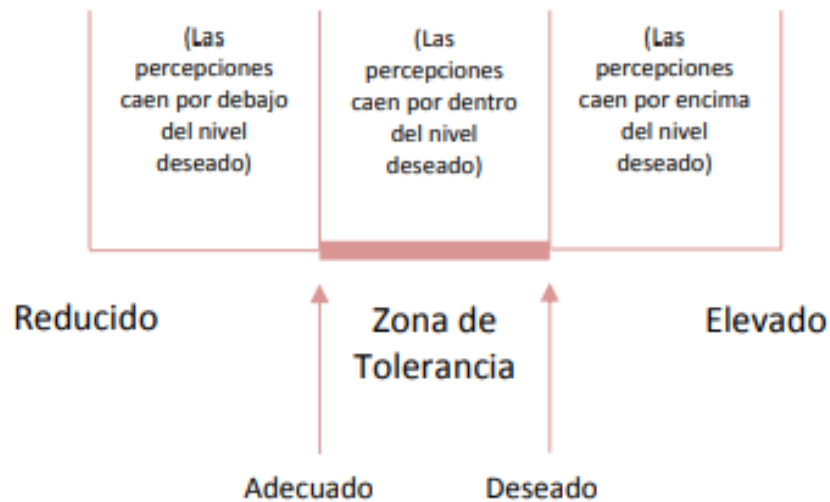 (Las
percepciones
caen por debajo
del nivel
deseado)
(Las
percepciones
caen por dentro
del nivel
deseado)
(Las
percepciones
caen por encima
del nivel
deseado)
Reducido
Zona de
Tolerancia
Elevado
Adecuado
Deseado